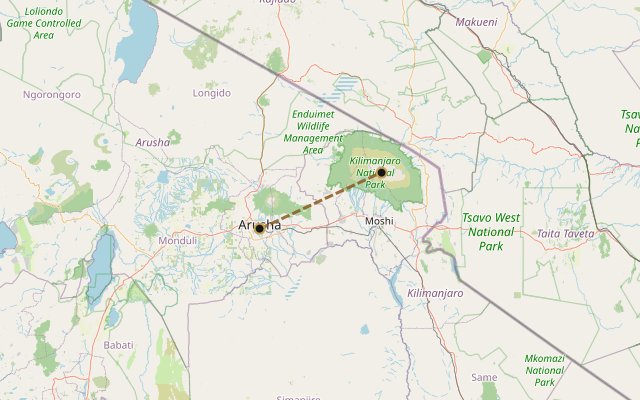 Loliondo
Game Controlled
Area
Makueni
Ngorongoro
Longido
Enduimet
Wildlife
Management
Area
Arusha
Kilimanjaro
National
Park
Arusha
Moshi
Monduli
Tsavo West
National
Park
Taita Taveta
Kilimanjaro
Babati
Mkomazi
National
Park
Same